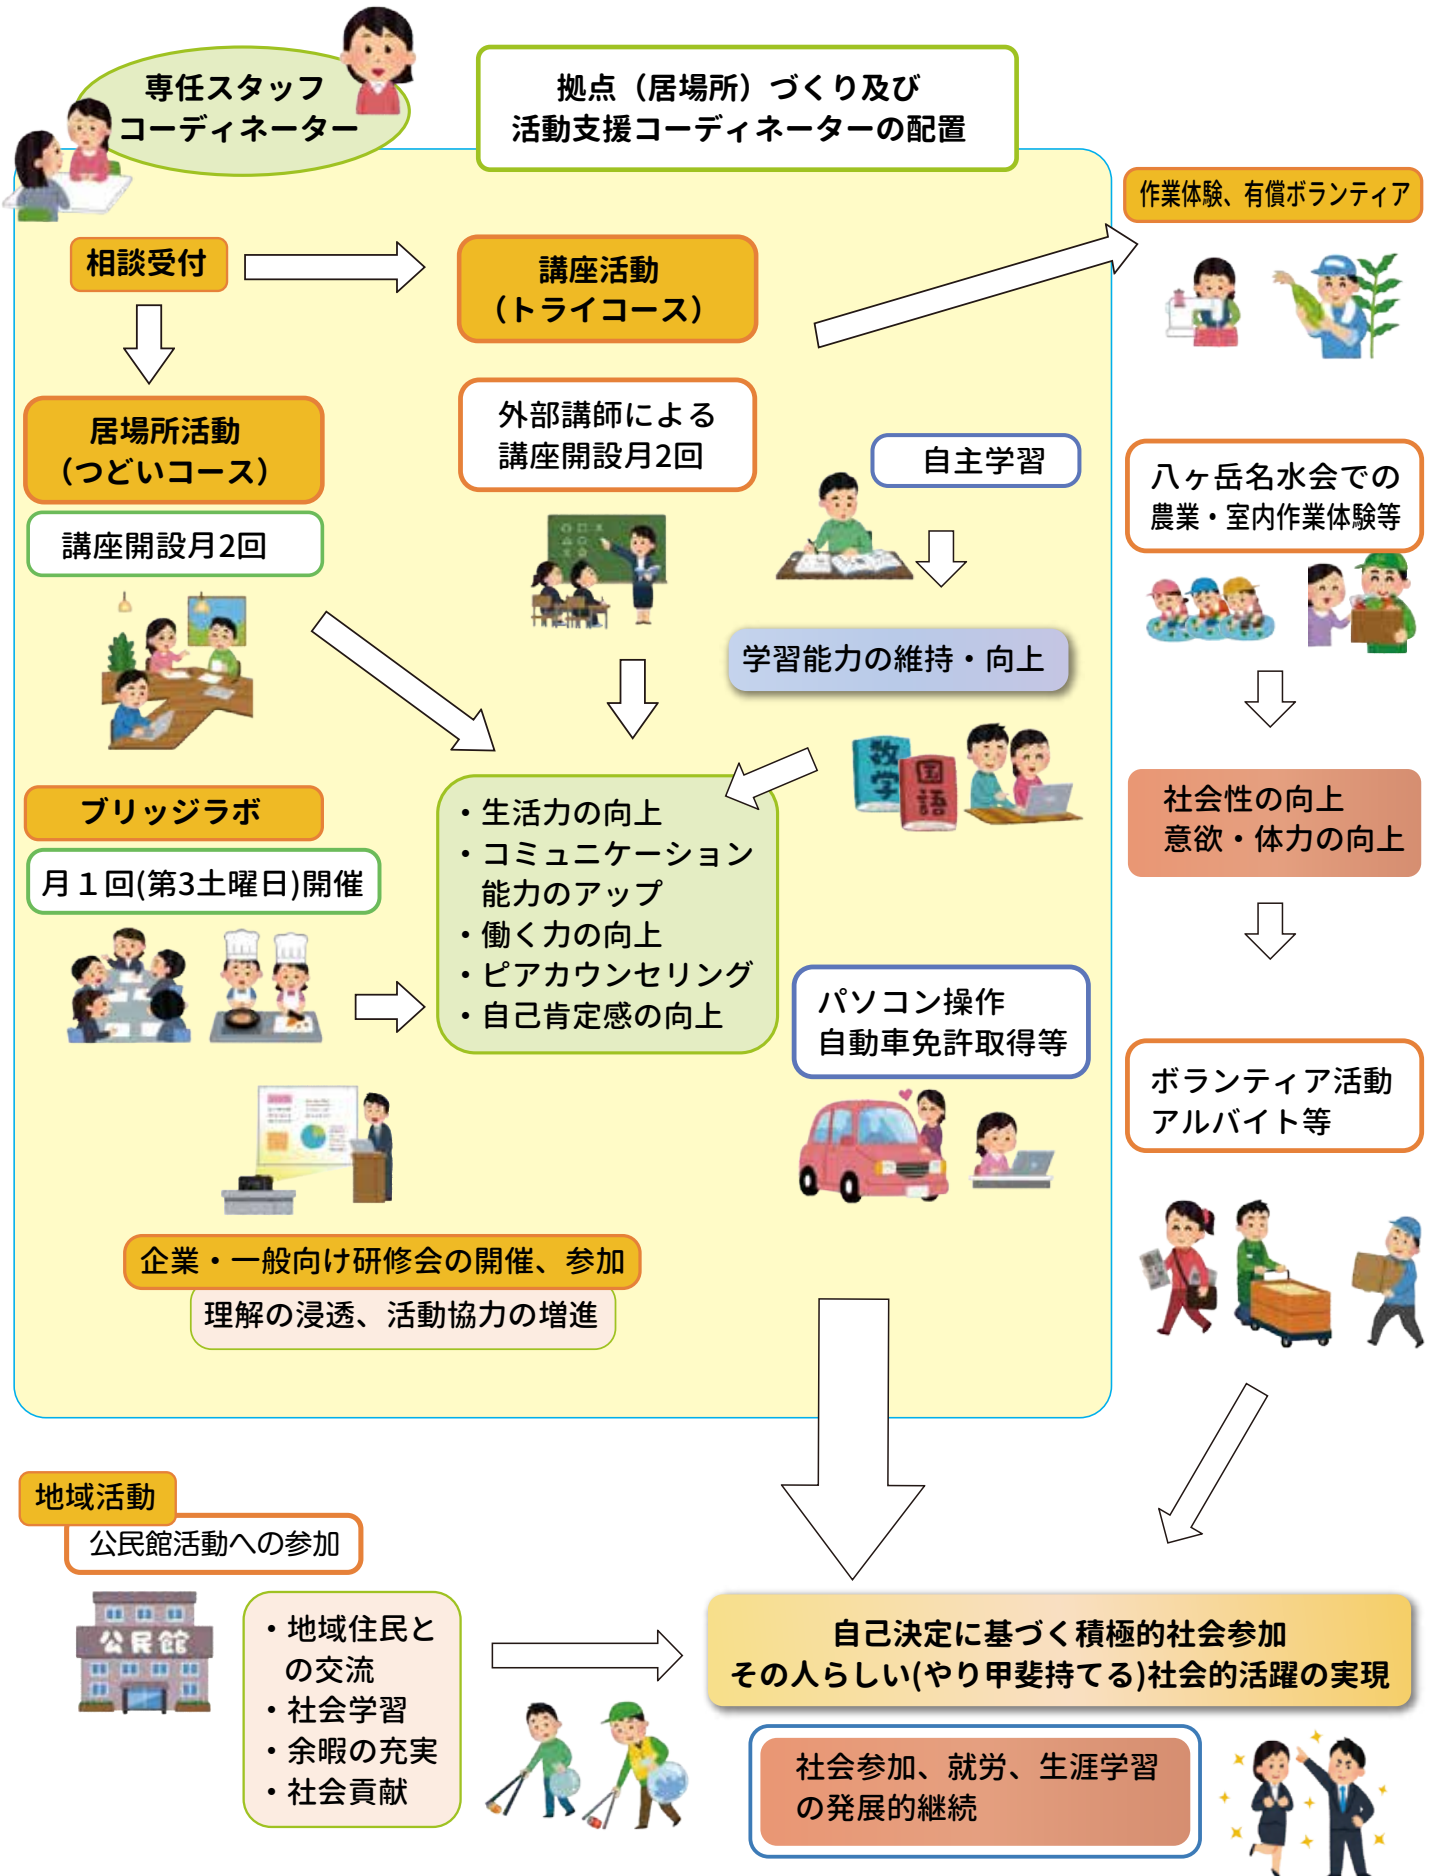 専任スタッフ
コーディネーター
拠点（居場所）づくり及び
活動支援コーディネーターの配置
相談受付
講座活動
（トライコース）
作業体験、有償ボランティア
居場所活動
（つどいコース）
講座開設月2回
外部講師による
講座開設月2回
自主学習
八ヶ岳名水会での
農業・室内作業体験等
学習能力の維持・向上
数学
国語
ブリッジラボ
月１回(第3土曜日)開催
・生活力の向上
・コミュニケーション
能力のアップ
・働く力の向上
・ピアカウンセリング
・自己肯定感の向上
社会性の向上
意欲・体力の向上
パソコン操作
自動車免許取得等
ボランティア活動
アルバイト等
企業・一般向け研修会の開催、参加
理解の浸透、活動協力の増進
地域活動
公民館活動への参加
公民館
・地域住民と
の交流
・社会学習
・余暇の充実
・社会貢献
自己決定に基づく積極的社会参加
その人らしい(やり甲斐持てる)社会的活躍の実現
社会参加、就労、生涯学習
の発展的継続